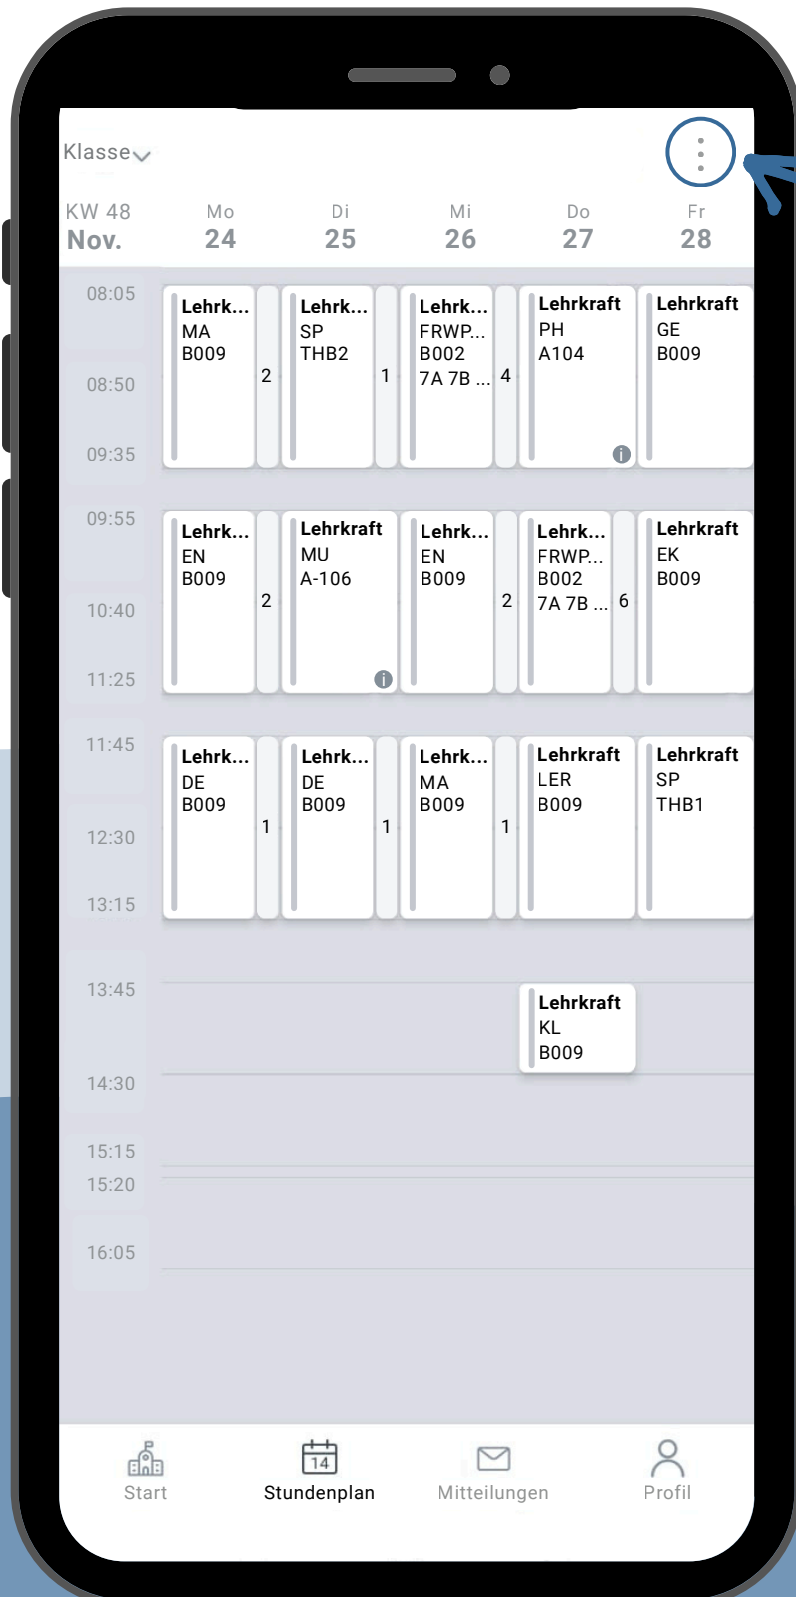 Klasse
KW 48 Mo Di Mi Do Fr
Nov. 24 25 26 27 28
08:05
08:50
09:35
Lehrk...
MA
B009
2
Lehrk...
SP
THB2
1
Lehrk...
FRWP...
B002
7A 7B ...
4
Lehrkraft
PH
A104
i
Lehrkraft
GE
B009
09:55
10:40
11:25
Lehrk...
EN
B009
2
Lehrkraft
MU
A-106
i
Lehrk...
EN
B009
2
Lehrk...
FRWP...
B002
7A 7B ...
6
Lehrkraft
EK
B009
11:45
12:30
13:15
Lehrk...
DE
B009
1
Lehrk...
DE
B009
1
Lehrk...
MA
B009
1
Lehrkraft
LER
B009
Lehrkraft
SP
THB1
13:45
14:30
Lehrkraft
KL
B009
15:15
15:20
16:05
14
Start Stundenplan Mitteilungen Profil